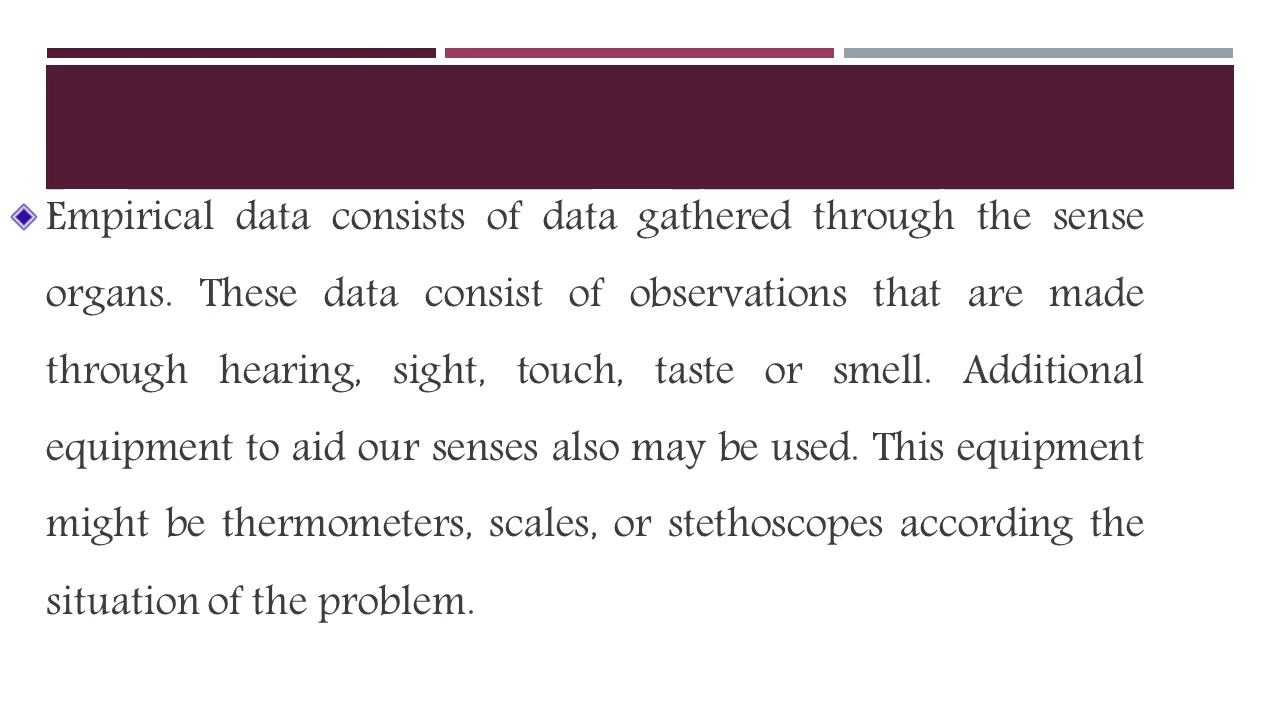 Empirical data consists of data gathered through the sense
organs. These data consist of observations that are made
through hearing, sight, touch, taste or smell. Additional
equipment to aid our senses also may be used. This equipment
might be thermometers, scales, or stethoscopes according the
situation of the problem.